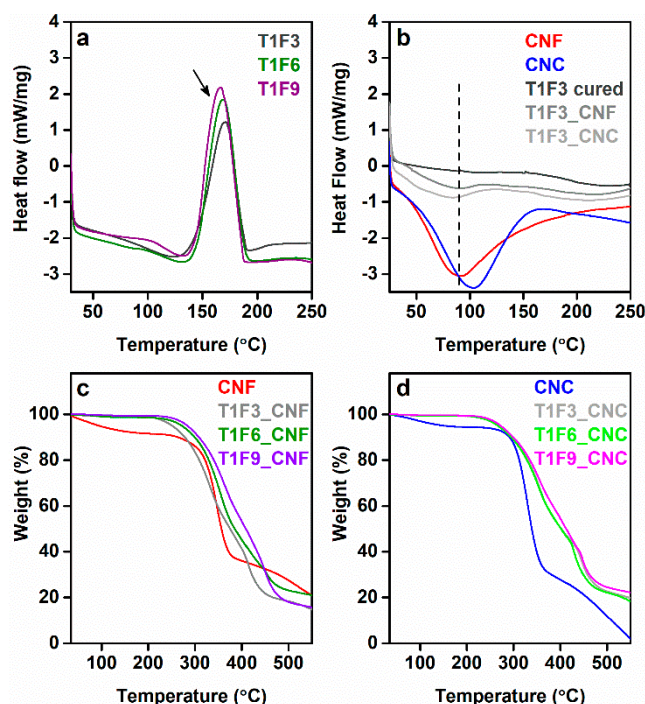 a
T1F3
T1F6
T1F9
4
3
2
1
0
-1
-2
-3
Heat flow (mW/mg)
50
100
150
200
250
Temperature (°C)
b
CNF
CNC
T1F3 cured
T1F3_CNF
T1F3_CNC
4
3
2
1
0
-1
-2
-3
Heat Flow (mW/mg)
50
100
150
200
250
Temperature (°C)
c
CNF
T1F3_CNF
T1F6_CNF
T1F9_CNF
100
80
60
40
20
0
Weight (%)
100
200
300
400
500
Temperature (°C)
d
CNC
T1F3_CNC
T1F6_CNC
T1F9_CNC
100
80
60
40
20
0
Weight (%)
100
200
300
400
500
Temperature (°C)